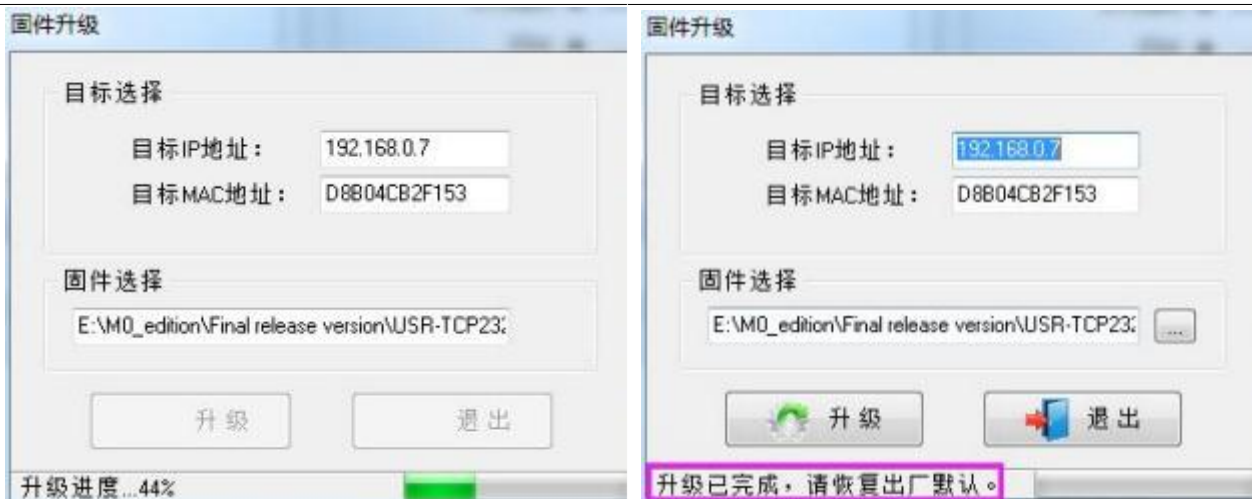 固件升级
目标选择
目标IP地址：
192.168.0.7
目标MAC地址：
D8B04CB2F153
固件选择
E:\M0_edition\Final release version\USR-TCP232
升级
退出
升级进度...44%
固件升级
目标选择
目标IP地址：
192.168.0.7
目标MAC地址：
D8B04CB2F153
固件选择
E:\M0_edition\Final release version\USR-TCP232
...
升级
退出
升级已完成，请恢复出厂默认。